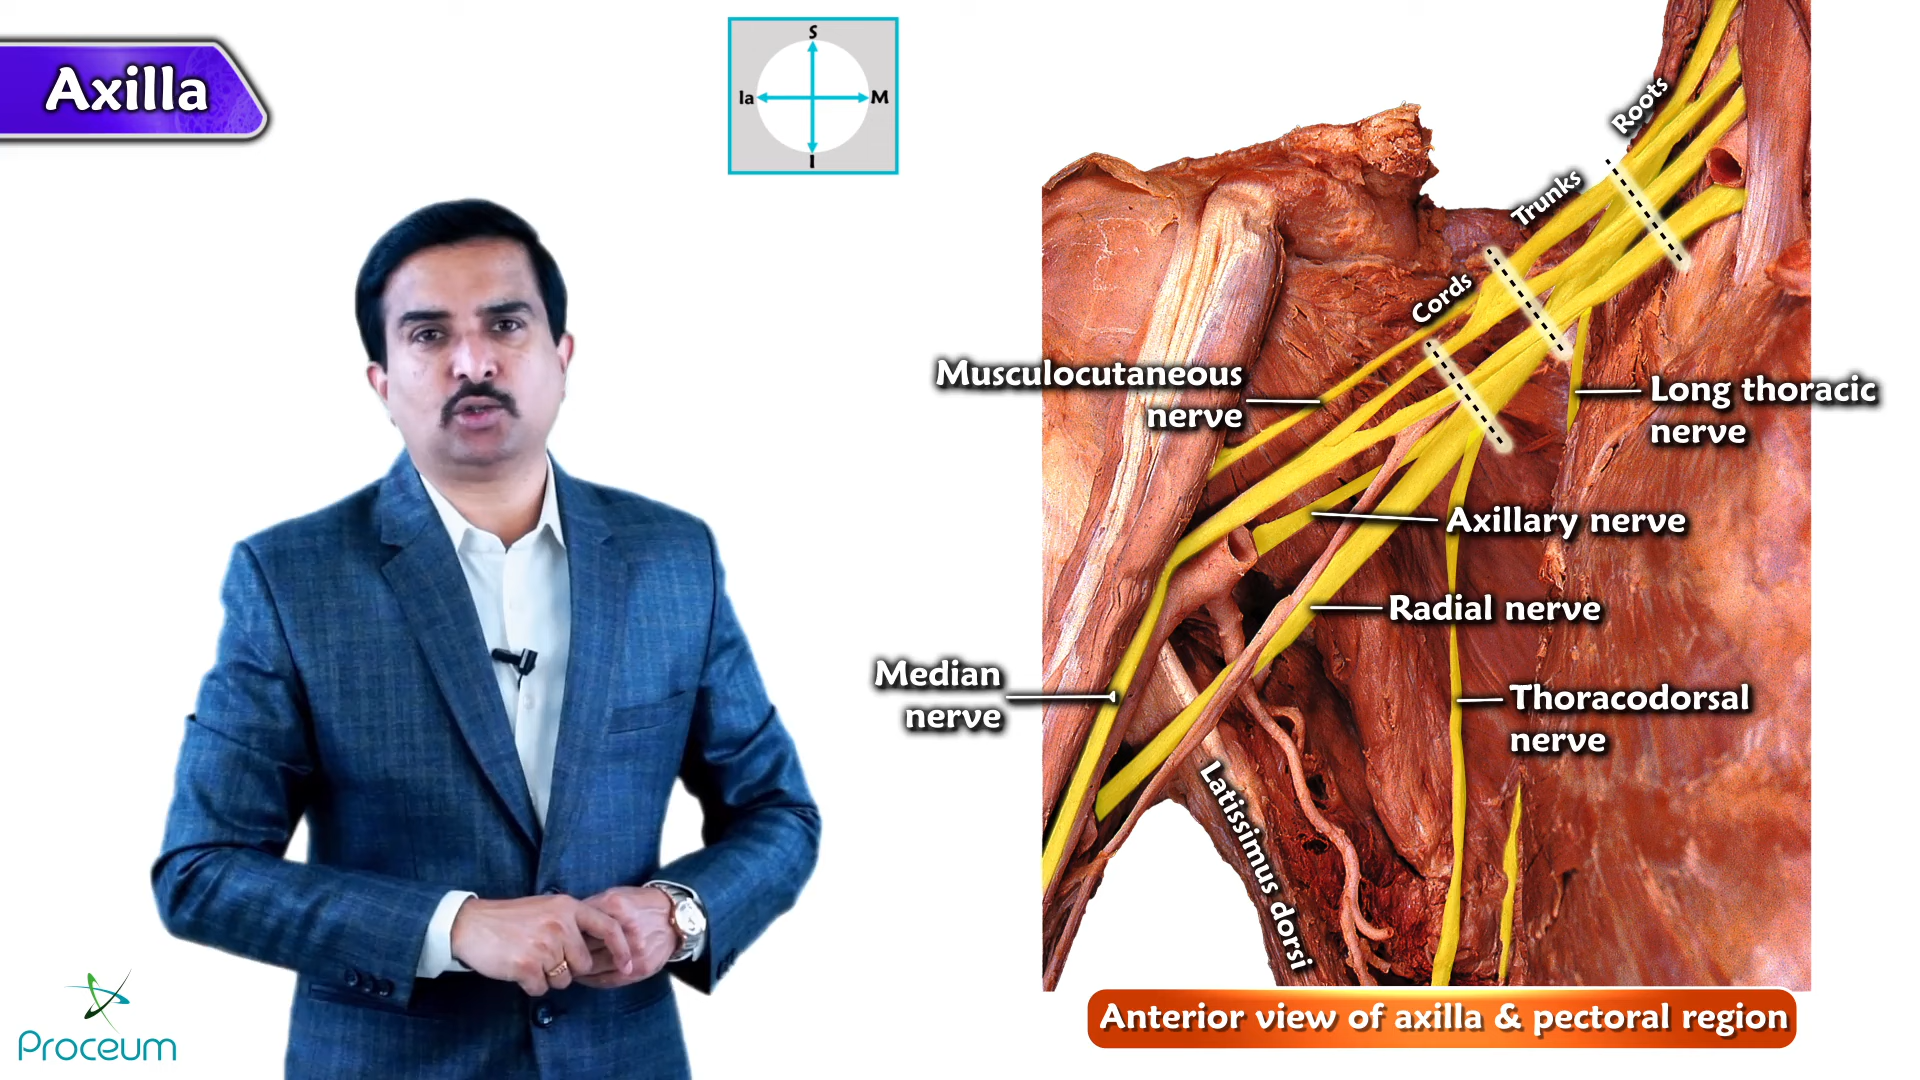 Axilla
S
la
M
I
Roots
Trunks
Cords
Musculocutaneous
nerve
Long thoracic
nerve
Axillary nerve
Radial nerve
Median
nerve
Thoracodorsal
nerve
Latissimus dorsi
Anterior view of axilla & pectoral region
Proceum